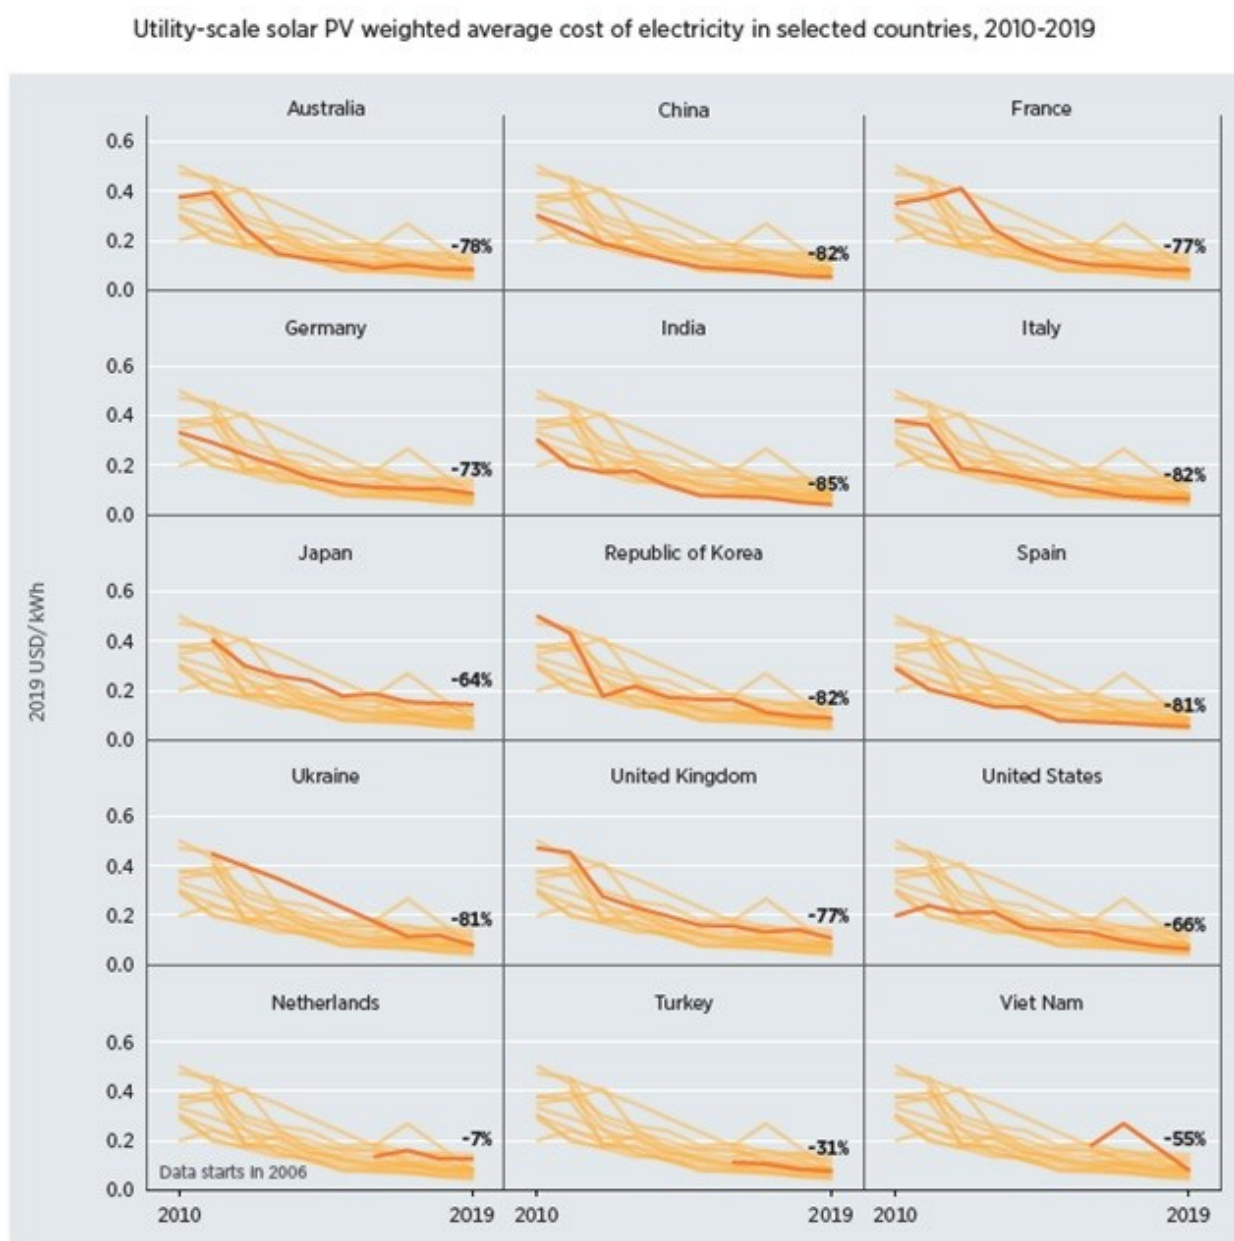 Utility-scale solar PV weighted average cost of electricity in selected countries, 2010-2019
Australia
China
France
0.6
0.4
0.2
0.0
-78%
-82%
-77%
Germany
India
Italy
0.6
0.4
0.2
0.0
-73%
-85%
-82%
Japan
Republic of Korea
Spain
0.6
0.4
0.2
0.0
-64%
-82%
-81%
2019 USD/kWh
Ukraine
United Kingdom
United States
0.6
0.4
0.2
0.0
-81%
-77%
-66%
Netherlands
Turkey
Viet Nam
0.6
0.4
0.2
0.0
-7%
-31%
-55%
Data starts in 2006
2010
2019
2010
2019
2010
2019